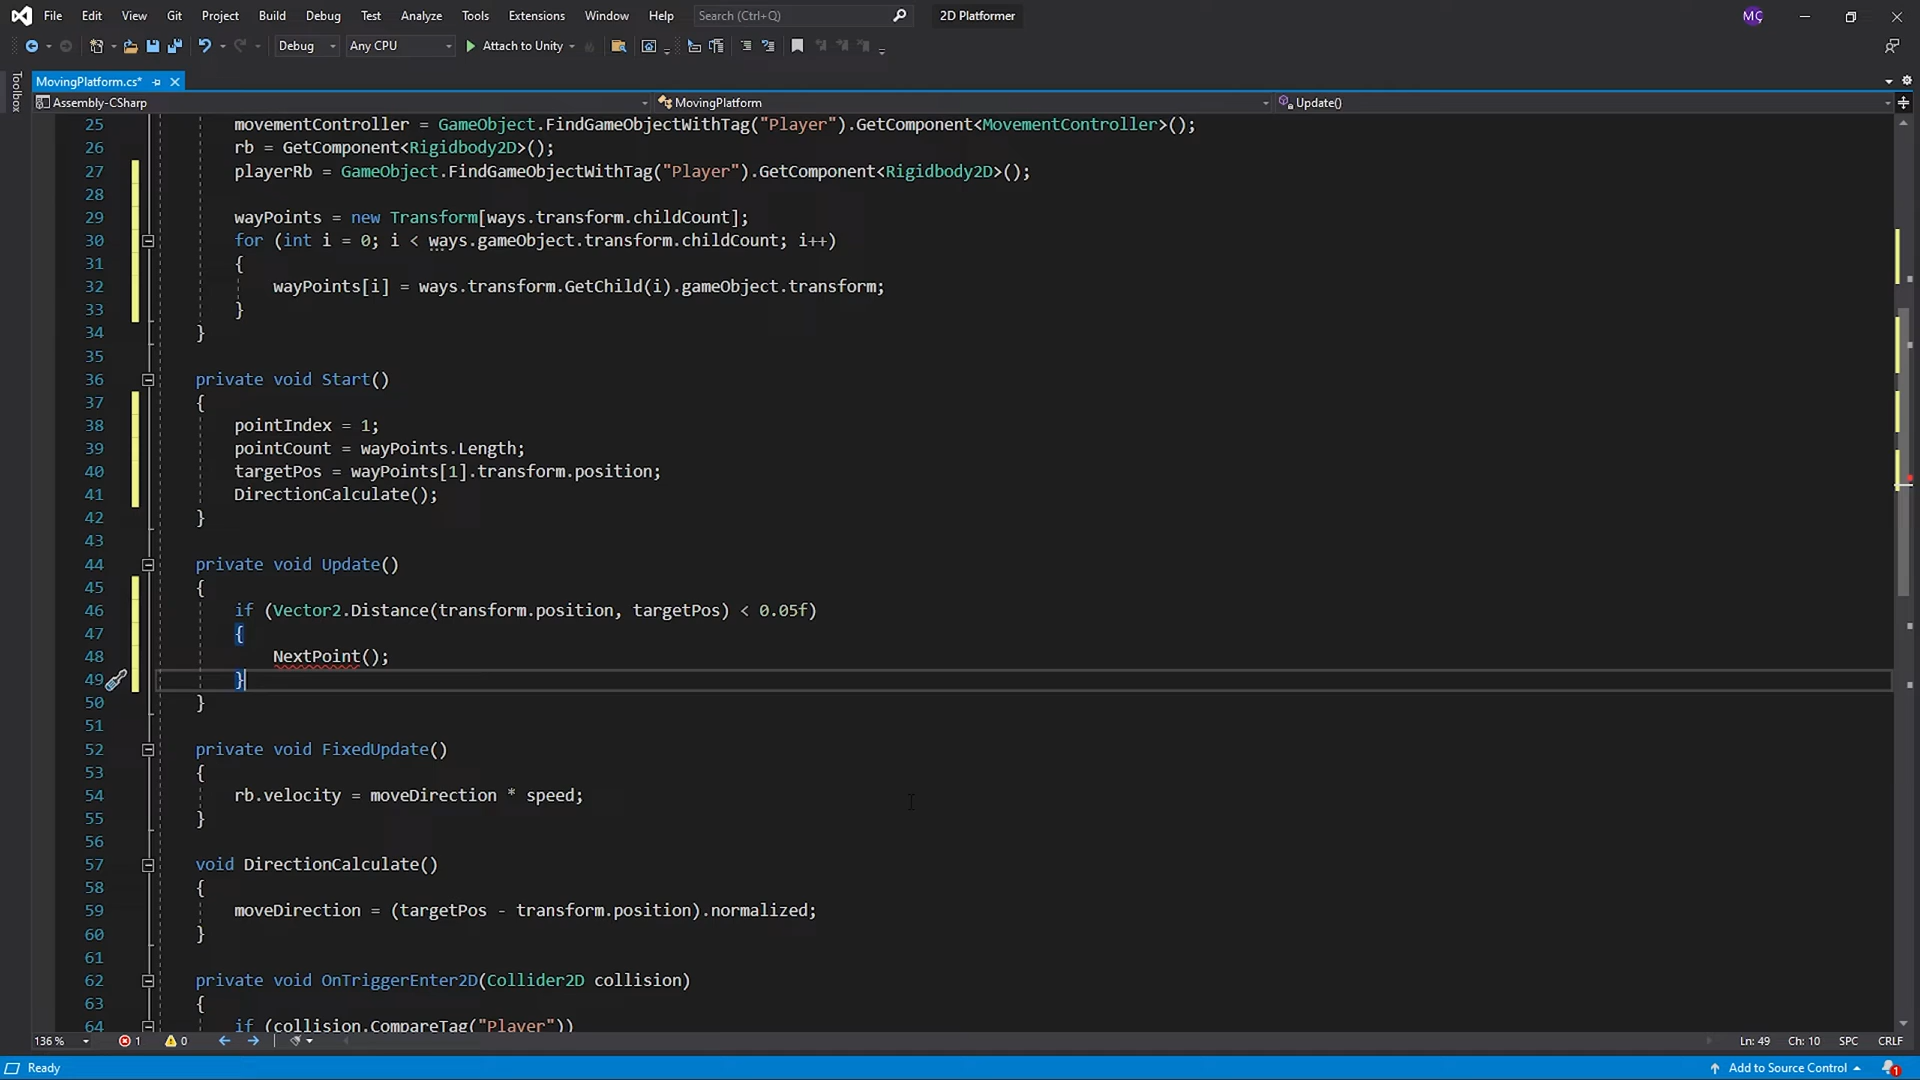 File Edit View Git Project Build Debug Test Analyze Tools Extensions Window Help Search (Ctrl+Q) 2D Platformer MÇ
Debug Any CPU Attach to Unity
Toolbox
MovingPlatform.cs*
Assembly-CSharp MovingPlatform Update()
25 movementController = GameObject.FindGameObjectWithTag("Player").GetComponent<MovementController>();
26 rb = GetComponent<Rigidbody2D>();
27 playerRb = GameObject.FindGameObjectWithTag("Player").GetComponent<Rigidbody2D>();
28
29 wayPoints = new Transform[ways.transform.childCount];
30 for (int i = 0; i < ways.gameObject.transform.childCount; i++)
31 {
32 wayPoints[i] = ways.transform.GetChild(i).gameObject.transform;
33 }
34 }
35
36 private void Start()
37 {
38 pointIndex = 1;
39 pointCount = wayPoints.Length;
40 targetPos = wayPoints[1].transform.position;
41 DirectionCalculate();
42 }
43
44 private void Update()
45 {
46 if (Vector2.Distance(transform.position, targetPos) < 0.05f)
47 {
48 NextPoint();
49 }
50 }
51
52 private void FixedUpdate()
53 {
54 rb.velocity = moveDirection * speed;
55 }
56
57 void DirectionCalculate()
58 {
59 moveDirection = (targetPos - transform.position).normalized;
60 }
61
62 private void OnTriggerEnter2D(Collider2D collision)
63 {
64 if (collision.CompareTag("Player"))
136 % 1 0 Ln: 49 Ch: 10 SPC CRLF
Ready Add to Source Control 1